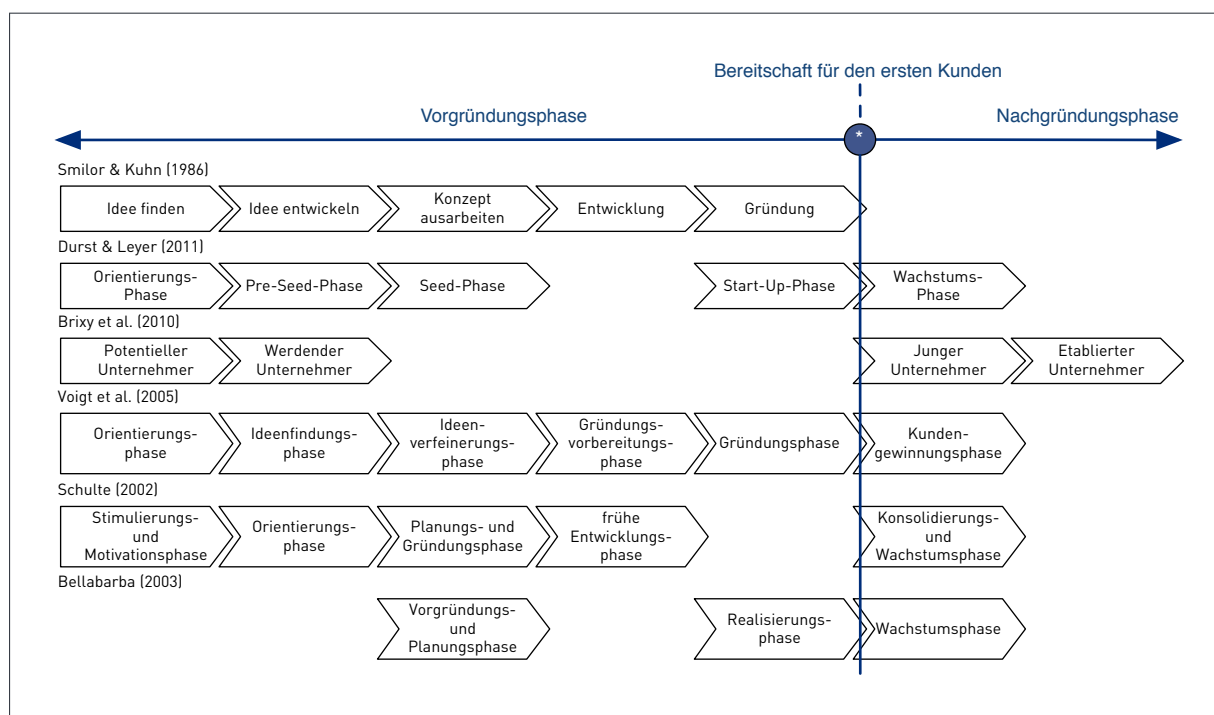 Bereitschaft für den ersten Kunden
Vorgründungsphase
Nachgründungsphase
*
Smilor & Kuhn (1986)
Idee finden
Idee entwickeln
Konzept
ausarbeiten
Entwicklung
Gründung
Durst & Leyer (2011)
Orientierungs-
Phase
Pre-Seed-Phase
Seed-Phase
Start-Up-Phase
Wachstums-
Phase
Brixy et al. (2010)
Potentieller
Unternehmer
Werdender
Unternehmer
Junger
Unternehmer
Etablierter
Unternehmer
Voigt et al. (2005)
Orientierungs-
phase
Ideenfindungs-
phase
Ideen-
verfeinerungs-
phase
Gründungs-
vorbereitungs-
phase
Gründungsphase
Kunden-
gewinnungsphase
Schulte (2002)
Stimulierungs-
und
Motivationsphase
Orientierungs-
phase
Planungs- und
Gründungsphase
frühe
Entwicklungs-
phase
Konsolidierungs-
und
Wachstumsphase
Bellabarba (2003)
Vorgründungs-
und
Planungsphase
Realisierungs-
phase
Wachstumsphase